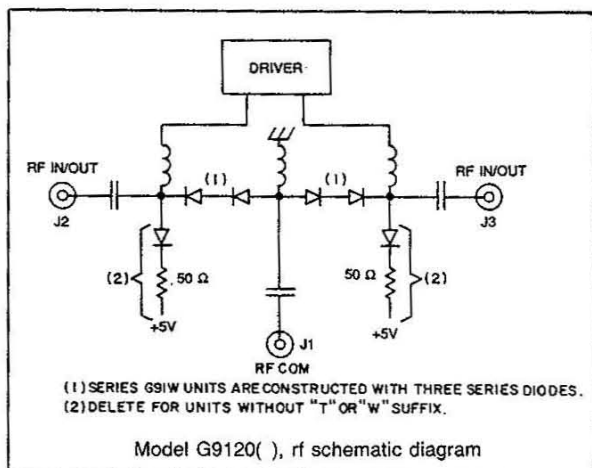 DRIVER
(1)
(1)
RF IN/OUT
RF IN/OUT
J2
J3
(2)
50 Ω
+5V
50 Ω
(2)
+5V
J1
RF COM
(1) SERIES G91W UNITS ARE CONSTRUCTED WITH THREE SERIES DIODES.
(2) DELETE FOR UNITS WITHOUT "T" OR "W" SUFFIX.
Model G9120( ), rf schematic diagram